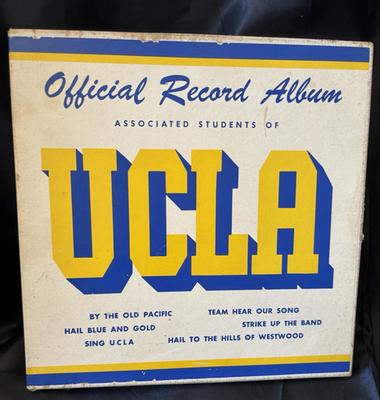 Official Record Album
ASSOCIATED STUDENTS OF
UCLA
BY THE OLD PACIFIC
TEAM HEAR OUR SONG
HAIL BLUE AND GOLD
STRIKE UP THE BAND
SING UCLA
HAIL TO THE HILLS OF WESTWOOD